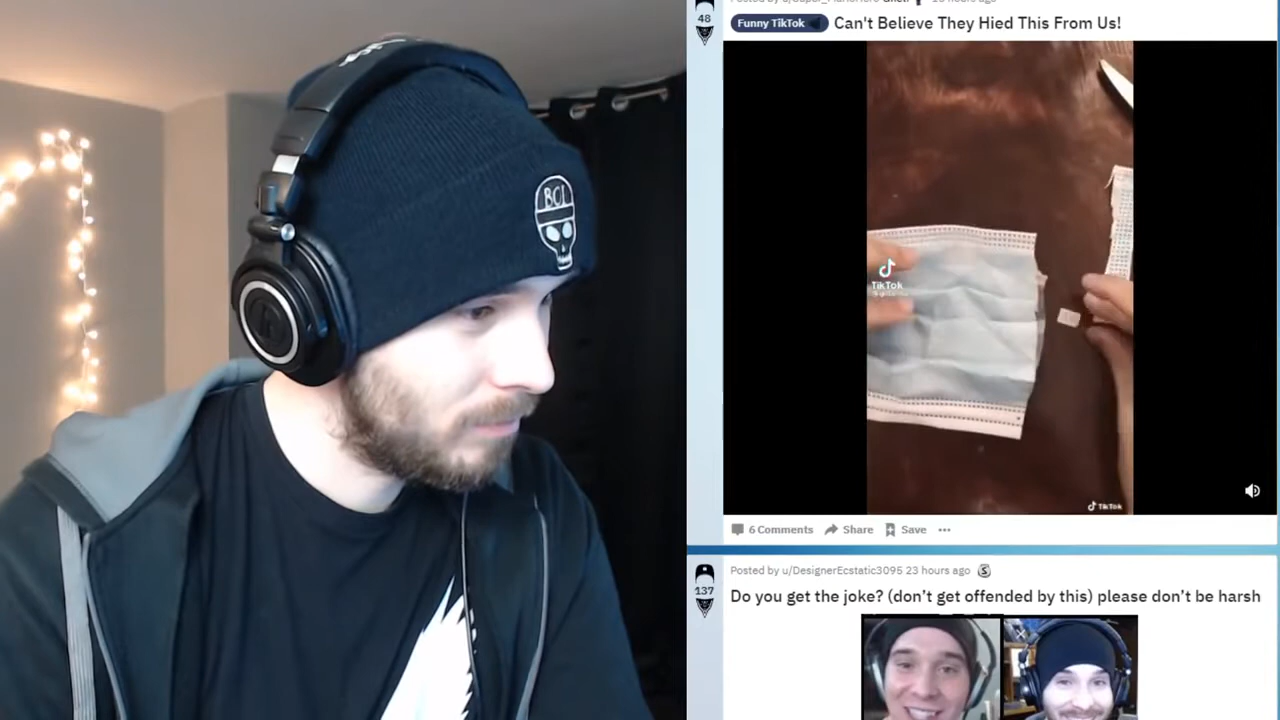 BCI
48
Funny TikTok
Can't Believe They Hied This From Us!
TikTok
TikTok
6 Comments
Share
Save
137
Posted by u/DesignerEcstatic3095 23 hours ago
Do you get the joke? (don't get offended by this) please don't be harsh